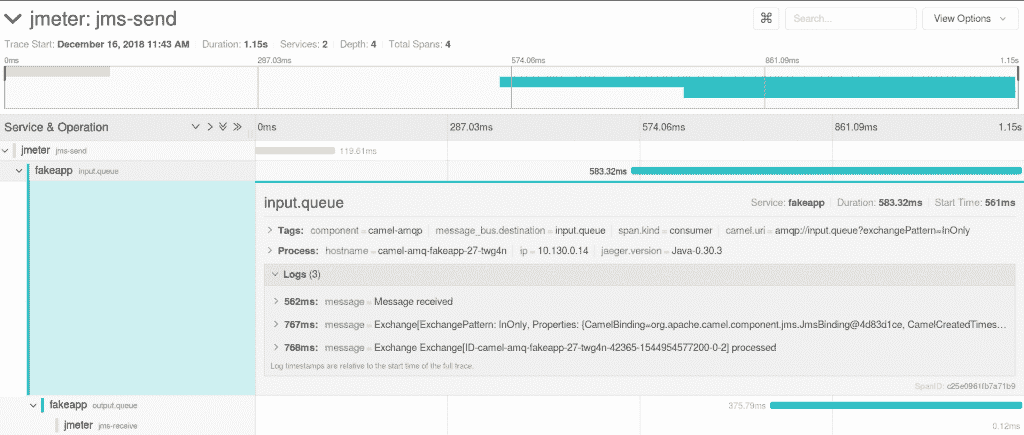 jmeter: jms-send
⌘ Search... View Options
Trace Start: December 16, 2018 11:43 AM Duration: 1.15s Services: 2 Depth: 4 Total Spans: 4
0ms 287.03ms 574.06ms 861.09ms 1.15s
Service & Operation 0ms 287.03ms 574.06ms 861.09ms 1.15s
jmeter jms-send 119.61ms
fakeapp input.queue 583.32ms
input.queue Service: fakeapp Duration: 583.32ms Start Time: 561ms
Tags: component = camel-amqp message_bus.destination = input.queue span.kind = consumer camel.uri = amqp://input.queue?exchangePattern=InOnly
Process: hostname = camel-amq-fakeapp-27-twg4n ip = 10.130.0.14 jaeger.version = Java-0.30.3
Logs (3)
562ms: message = Message received
767ms: message = Exchange[ExchangePattern: InOnly, Properties: {CamelBinding=org.apache.camel.component.jms.JmsBinding@4d83d1ce, CamelCreatedTimes...
768ms: message = Exchange Exchange[ID-camel-amq-fakeapp-27-twg4n-42365-1544954577200-0-2] processed
Log timestamps are relative to the start time of the full trace.
SpanID: c25e0961fb7a71b9
fakeapp output.queue 375.79ms
jmeter jms-receive 0.12ms